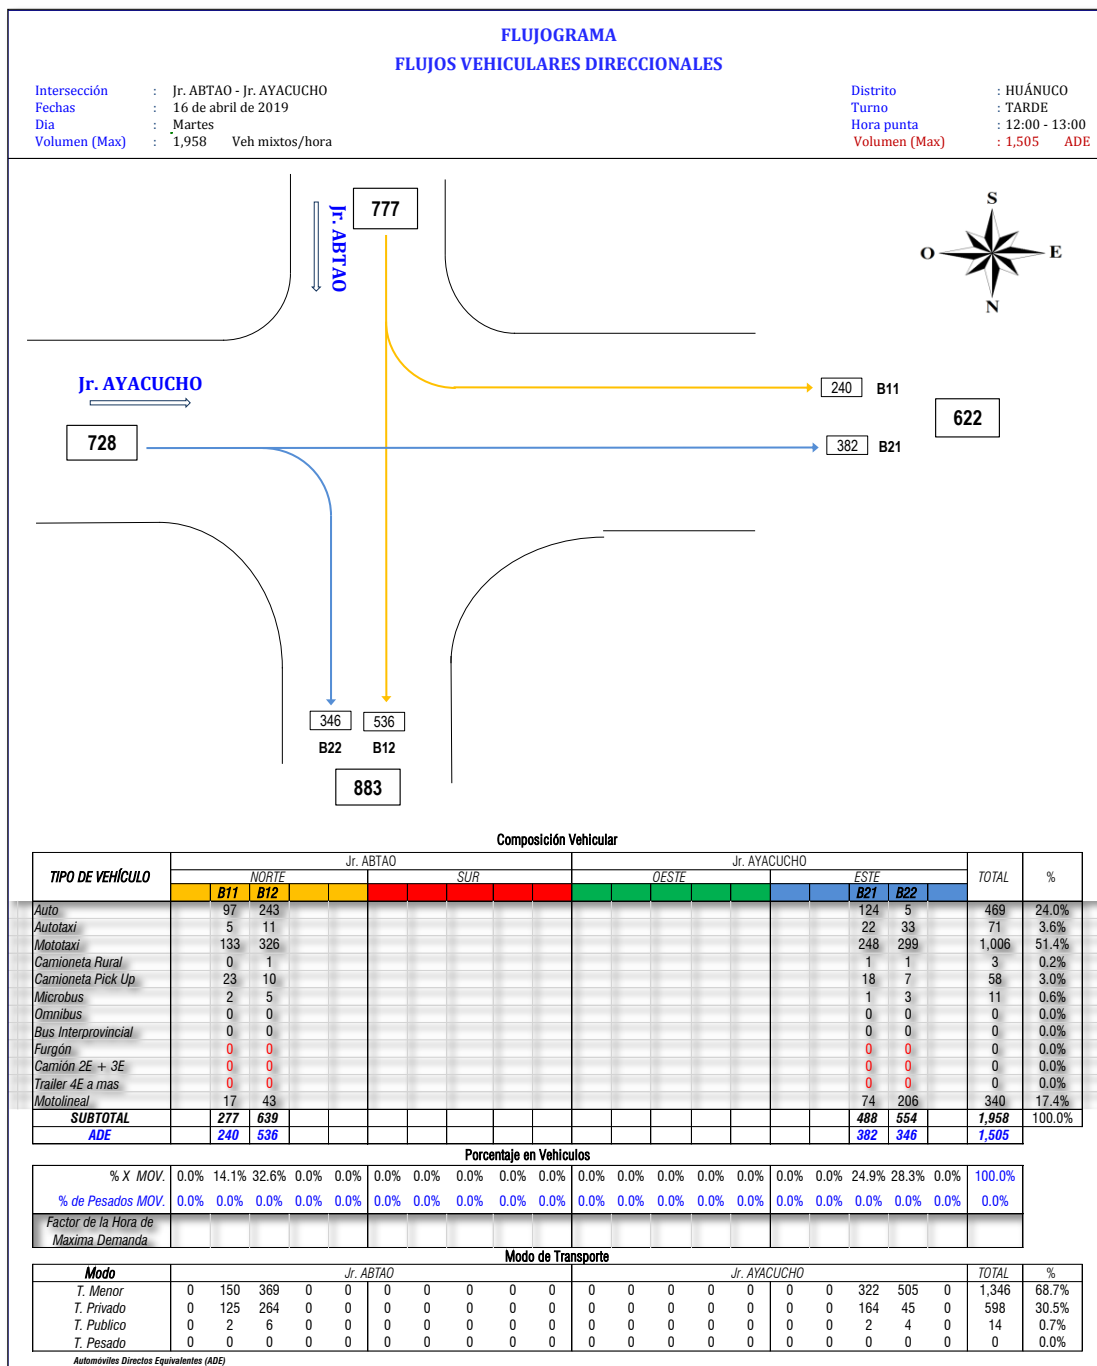 FLUJOGRAMA
FLUJOS VEHICULARES DIRECCIONALES
Intersección : Jr. ABTAO - Jr. AYACUCHO Distrito : HUÁNUCO
Fechas : 16 de abril de 2019 Turno : TARDE
Dia : Martes Hora punta : 12:00 - 13:00
Volumen (Max) : 1,958 Veh mixtos/hora Volumen (Max) : 1,505 ADE
Jr. ABTAO
777
S
O E
N
Jr. AYACUCHO
240 B11
622
728
382 B21
346 536
B22 B12
883
Composición Vehicular
TIPO DE VEHÍCULO Jr. ABTAO Jr. AYACUCHO TOTAL %
NORTE SUR OESTE ESTE
B11 B12 B21 B22
Auto 97 243 124 5 469 24.0%
Autotaxi 5 11 22 33 71 3.6%
Mototaxi 133 326 248 299 1,006 51.4%
Camioneta Rural 0 1 1 1 3 0.2%
Camioneta Pick Up 23 10 18 7 58 3.0%
Microbus 2 5 1 3 11 0.6%
Omnibus 0 0 0 0 0 0.0%
Bus Interprovincial 0 0 0 0 0 0.0%
Furgón 0 0 0 0 0 0.0%
Camión 2E + 3E 0 0 0 0 0 0.0%
Trailer 4E a mas 0 0 0 0 0 0.0%
Motolineal 17 43 74 206 340 17.4%
SUBTOTAL 277 639 488 554 1,958 100.0%
ADE 240 536 382 346 1,505
Porcentaje en Vehiculos
% X MOV. 0.0% 14.1% 32.6% 0.0% 0.0% 0.0% 0.0% 0.0% 0.0% 0.0% 0.0% 0.0% 0.0% 0.0% 0.0% 0.0% 0.0% 24.9% 28.3% 0.0% 100.0%
% de Pesados MOV. 0.0% 0.0% 0.0% 0.0% 0.0% 0.0% 0.0% 0.0% 0.0% 0.0% 0.0% 0.0% 0.0% 0.0% 0.0% 0.0% 0.0% 0.0% 0.0% 0.0% 0.0%
Factor de la Hora de
Maxima Demanda
Modo de Transporte
Modo Jr. ABTAO Jr. AYACUCHO TOTAL %
T. Menor 0 150 369 0 0 0 0 0 0 0 0 0 0 0 0 0 0 322 505 0 1,346 68.7%
T. Privado 0 125 264 0 0 0 0 0 0 0 0 0 0 0 0 0 0 164 45 0 598 30.5%
T. Publico 0 2 6 0 0 0 0 0 0 0 0 0 0 0 0 0 0 2 4 0 14 0.7%
T. Pesado 0 0 0 0 0 0 0 0 0 0 0 0 0 0 0 0 0 0 0 0 0 0.0%
Automóviles Directos Equivalentes (ADE)